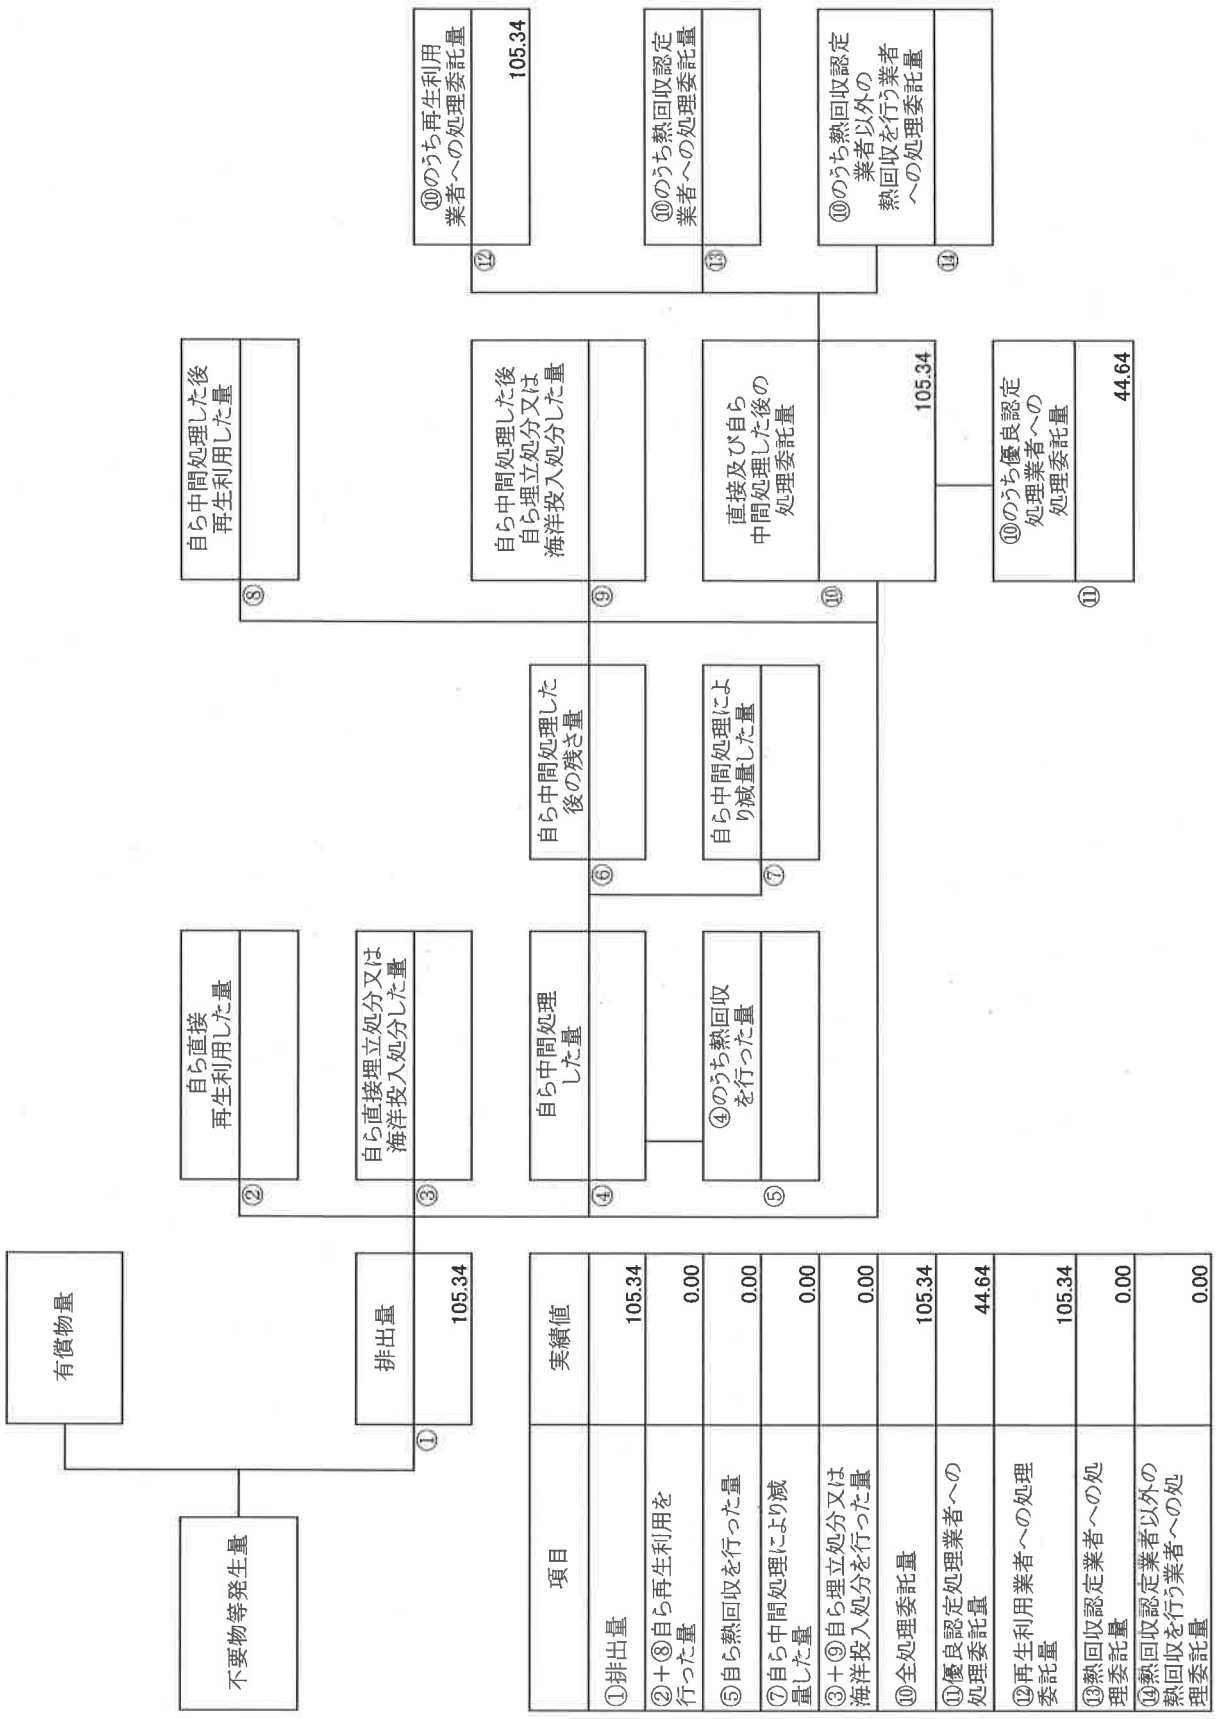 不要物等発生量
有償物量
排出量
①
105.34
②
自ら直接
再生利用した量
③
自ら直接埋立処分又は
海洋投入処分した量
④
自ら中間処理
した量
⑤
④のうち熱回収
を行った量
⑥
自ら中間処理した
後の残さ量
⑦
自ら中間処理によ
り減量した量
⑧
自ら中間処理した後
再生利用した量
⑨
自ら中間処理した後
自ら埋立処分又は
海洋投入処分した量
⑩
直接及び自ら
中間処理した後の
処理委託量
105.34
⑪
⑩のうち優良認定
処理業者への
処理委託量
44.64
⑫
⑩のうち再生利用
業者への処理委託量
105.34
⑬
⑩のうち熱回収認定
業者への処理委託量
⑭
⑩のうち熱回収認定
業者以外の
熱回収を行う業者
への処理委託量
項目
実績値
①排出量
105.34
②＋⑧自ら再生利用を
行った量
0.00
⑤自ら熱回収を行った量
0.00
⑦自ら中間処理により減
量した量
0.00
③＋⑨自ら埋立処分又は
海洋投入処分を行った量
0.00
⑩全処理委託量
105.34
⑪優良認定処理業者への
処理委託量
44.64
⑫再生利用業者への処理
委託量
105.34
⑬熱回収認定業者への処
理委託量
0.00
⑭熱回収認定業者以外の
熱回収を行う業者への処
理委託量
0.00